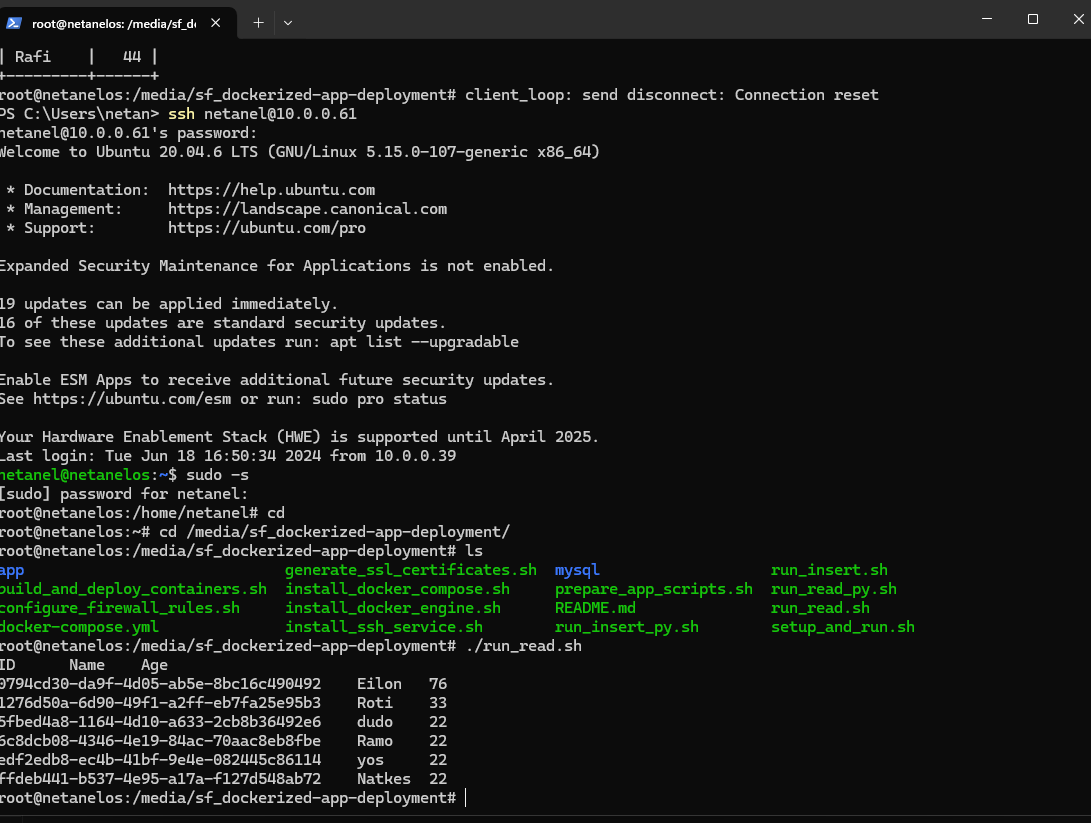 root@netanelos: /media/sf_d
| Rafi    |   44 |
+---------+------+
root@netanelos:/media/sf_dockerized-app-deployment# client_loop: send disconnect: Connection reset
PS C:\Users\netan> ssh netanel@10.0.0.61
netanel@10.0.0.61's password:
Welcome to Ubuntu 20.04.6 LTS (GNU/Linux 5.15.0-107-generic x86_64)
* Documentation:  https://help.ubuntu.com
* Management:     https://landscape.canonical.com
* Support:        https://ubuntu.com/pro
Expanded Security Maintenance for Applications is not enabled.
19 updates can be applied immediately.
16 of these updates are standard security updates.
To see these additional updates run: apt list --upgradable
Enable ESM Apps to receive additional future security updates.
See https://ubuntu.com/esm or run: sudo pro status
Your Hardware Enablement Stack (HWE) is supported until April 2025.
Last login: Tue Jun 18 16:50:34 2024 from 10.0.0.39
netanel@netanelos:~$ sudo -s
[sudo] password for netanel:
root@netanelos:/home/netanel# cd
root@netanelos:~# cd /media/sf_dockerized-app-deployment/
root@netanelos:/media/sf_dockerized-app-deployment# ls
app                            generate_ssl_certificates.sh  mysql                   run_insert.sh
build_and_deploy_containers.sh  install_docker_compose.sh     prepare_app_scripts.sh  run_read_py.sh
configure_firewall_rules.sh     install_docker_engine.sh      README.md               run_read.sh
docker-compose.yml              install_ssh_service.sh        run_insert_py.sh        setup_and_run.sh
root@netanelos:/media/sf_dockerized-app-deployment# ./run_read.sh
ID      Name    Age
0794cd30-da9f-4d05-ab5e-8bc16c490492    Eilon   76
1276d50a-6d90-49f1-a2ff-eb7fa25e95b3    Roti    33
5fbed4a8-1164-4d10-a633-2cb8b36492e6    dudo    22
6c8dcb08-4346-4e19-84ac-70aac8eb8fbe    Ramo    22
edf2edb8-ec4b-41bf-9e4e-082445c86114    yos     22
ffdeb441-b537-4e95-a17a-f127d548ab72    Natkes  22
root@netanelos:/media/sf_dockerized-app-deployment#